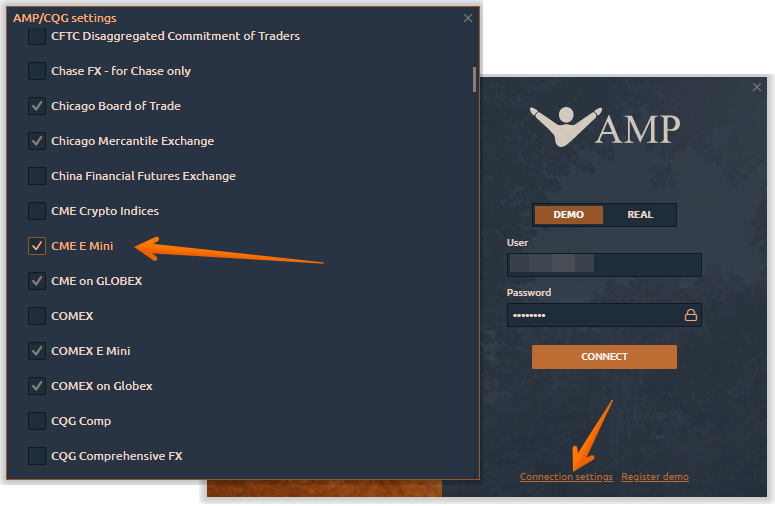 AMP/CQG settings
CFTC Disaggregated Commitment of Traders
Chase FX - for Chase only
Chicago Board of Trade
Chicago Mercantile Exchange
China Financial Futures Exchange
CME Crypto Indices
CME E Mini
CME on GLOBEX
COMEX
COMEX E Mini
COMEX on Globex
CQG Comp
CQG Comprehensive FX
AMP
DEMO REAL
User
Password
CONNECT
Connection settings Register demo